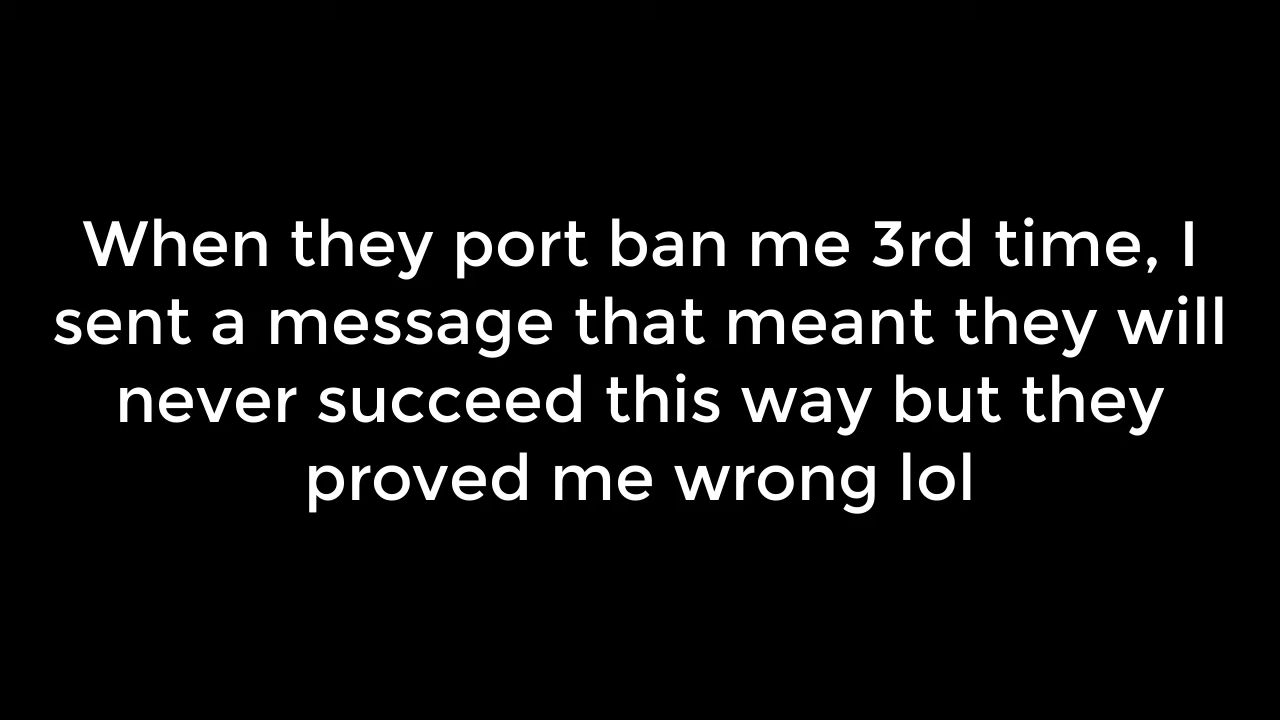 When they port ban me 3rd time, I
sent a message that meant they will
never succeed this way but they
proved me wrong lol